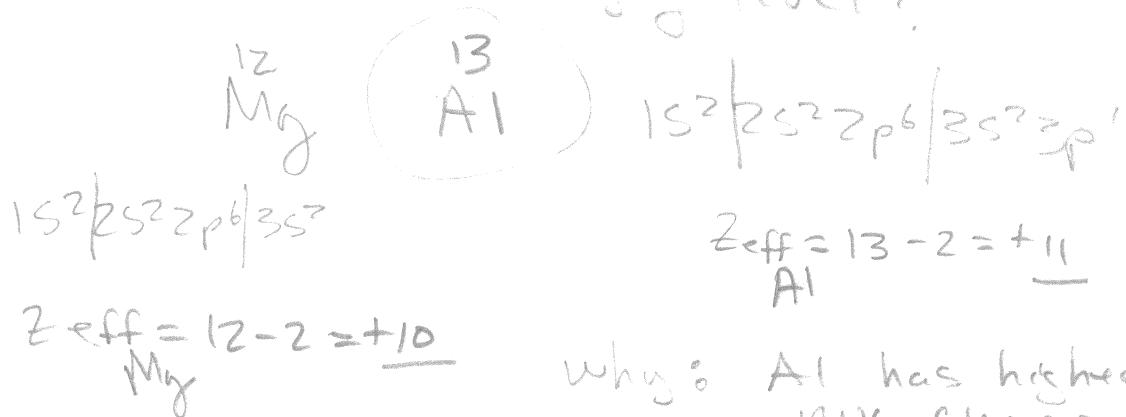 12
Mg
13
Al
1s²|2s²2p⁶|3s²3p¹
1s²|2s²2p⁶|3s²
Zeff = 13 - 2 = +11
Al
Zeff = 12 - 2 = +10
Mg
Why: Al has